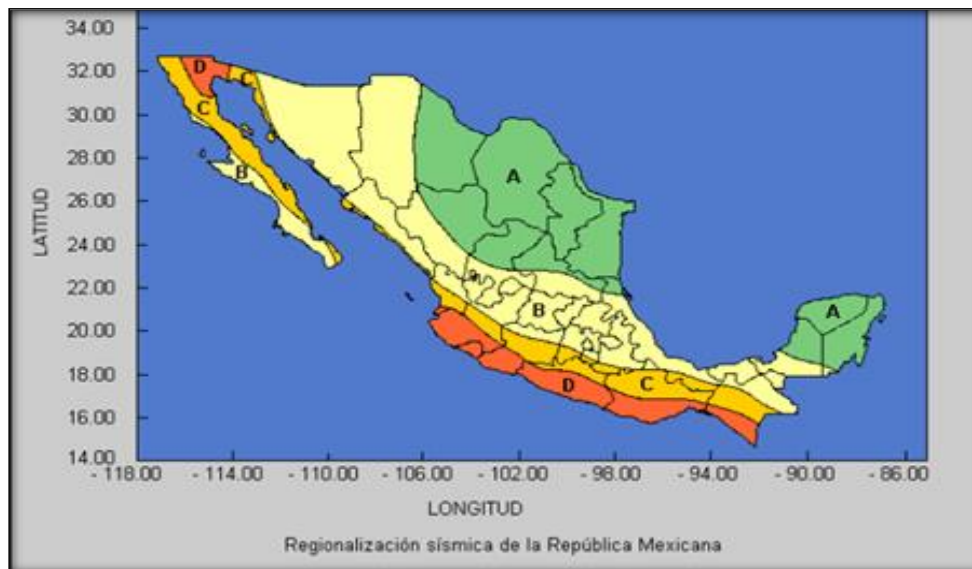 34.00
32.00
30.00
28.00
26.00
24.00
22.00
20.00
18.00
16.00
14.00
LATITUD
D
C
C
B
A
B
A
C
D
- 118.00 - 114.00 - 110.00 - 106.00 - 102.00 - 98.00 - 94.00 - 90.00 - 86.00
LONGITUD
Regionalización sísmica de la República Mexicana